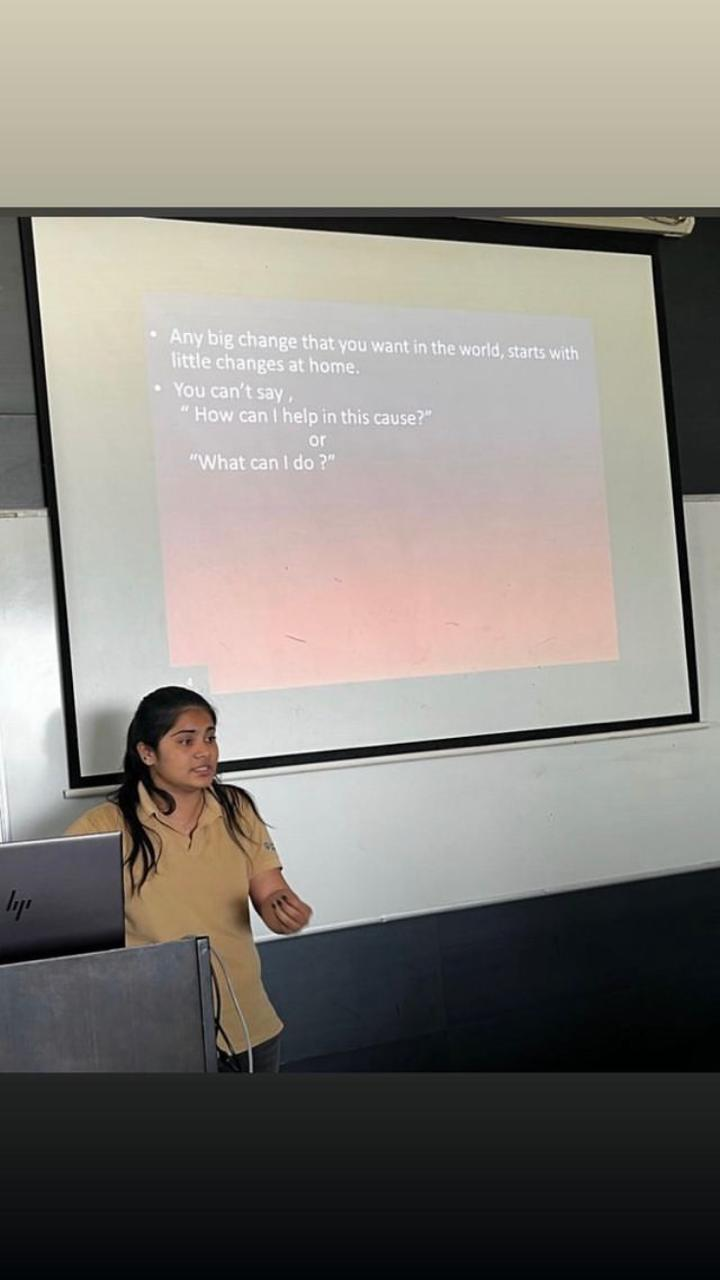 • Any big change that you want in the world, starts with
little changes at home.
• You can't say ,
“ How can I help in this cause?”
or
“What can I do ?”
4
hp